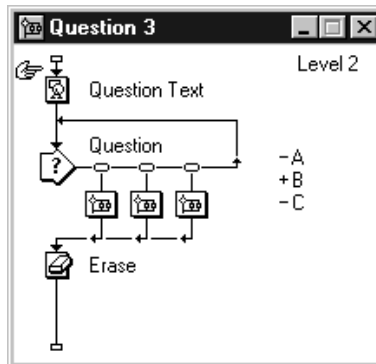 Question 3
Level 2
Question Text
Question
?
-A
+B
-C
Erase